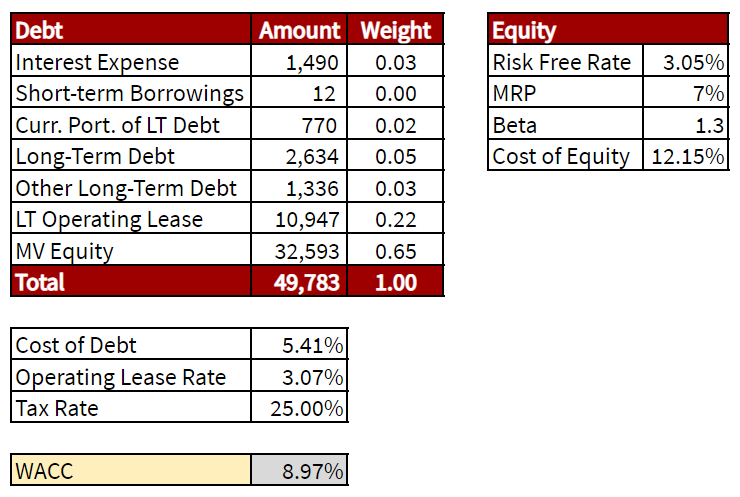 Debt Amount Weight
Interest Expense 1,490 0.03
Short-term Borrowings 12 0.00
Curr. Port. of LT Debt 770 0.02
Long-Term Debt 2,634 0.05
Other Long-Term Debt 1,336 0.03
LT Operating Lease 10,947 0.22
MV Equity 32,593 0.65
Total 49,783 1.00
Equity
Risk Free Rate 3.05%
MRP 7%
Beta 1.3
Cost of Equity 12.15%
Cost of Debt 5.41%
Operating Lease Rate 3.07%
Tax Rate 25.00%
WACC 8.97%